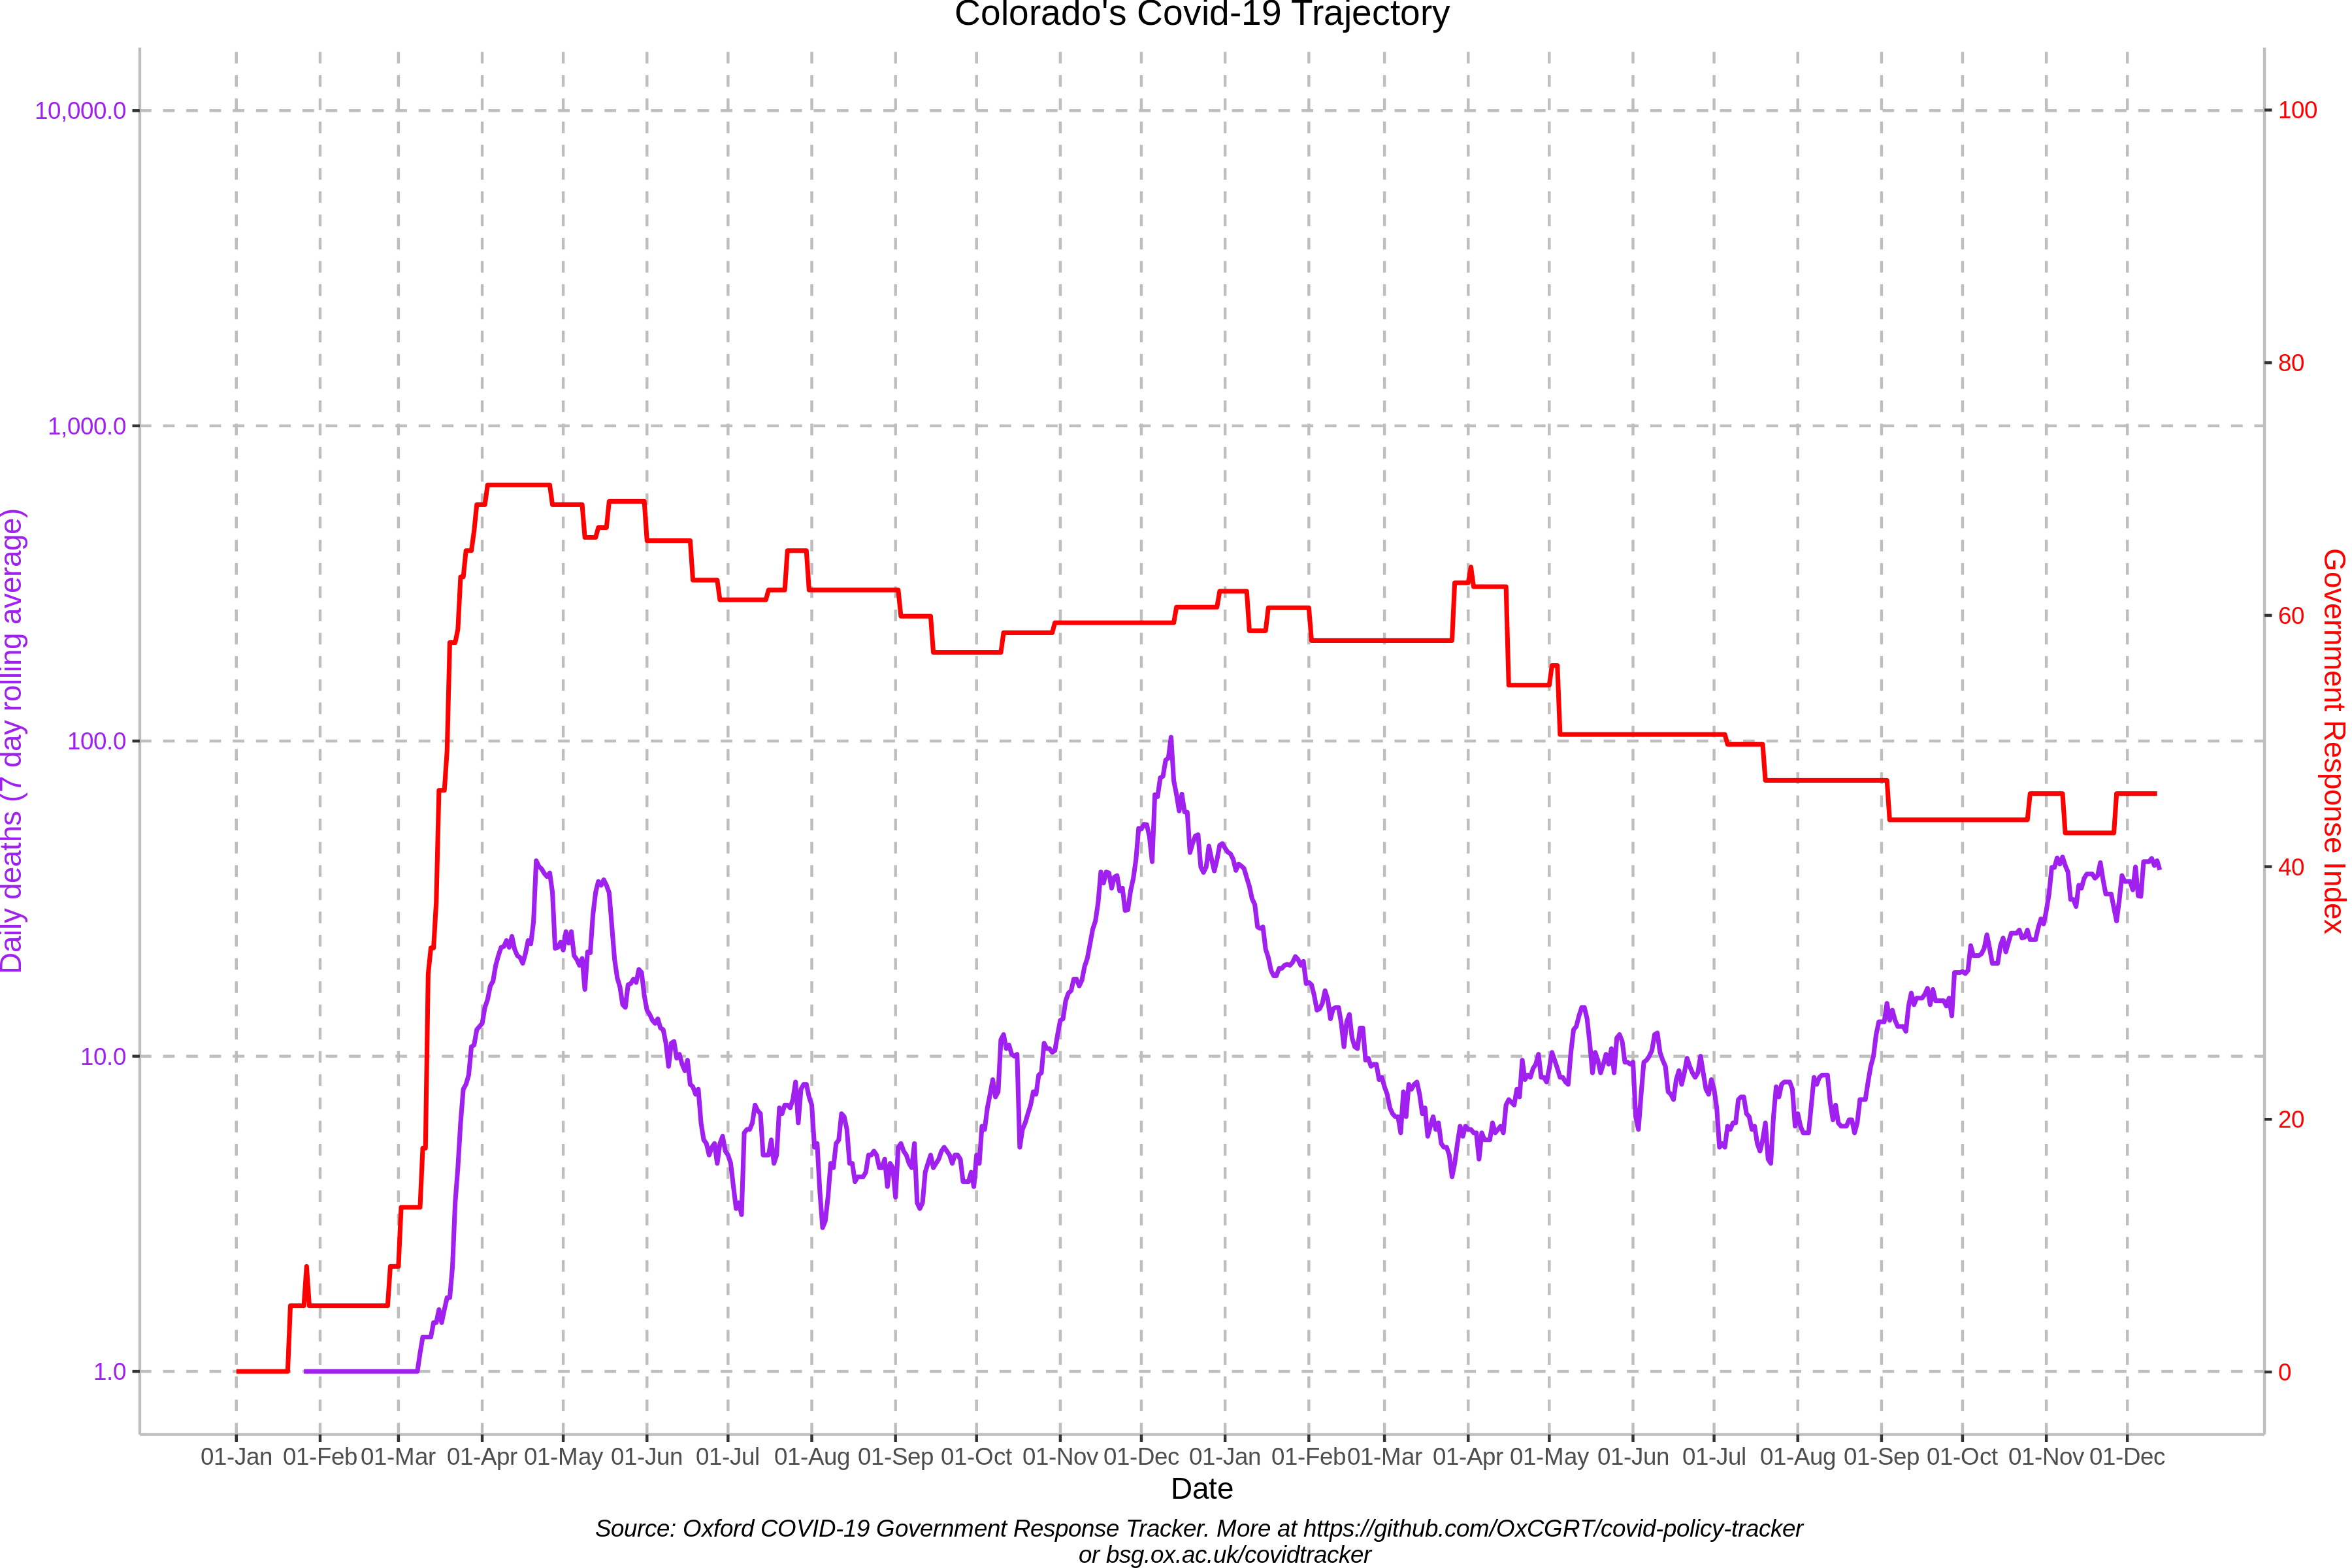 Colorado's Covid-19 Trajectory
10,000.0
1,000.0
100.0
10.0
1.0
Daily deaths (7 day rolling average)
100
80
60
40
20
0
Government Response Index
01-Jan 01-Feb 01-Mar 01-Apr 01-May 01-Jun 01-Jul 01-Aug 01-Sep 01-Oct 01-Nov 01-Dec 01-Jan 01-Feb 01-Mar 01-Apr 01-May 01-Jun 01-Jul 01-Aug 01-Sep 01-Oct 01-Nov 01-Dec
Date
Source: Oxford COVID-19 Government Response Tracker. More at https://github.com/OxCGRT/covid-policy-tracker
or bsg.ox.ac.uk/covidtracker